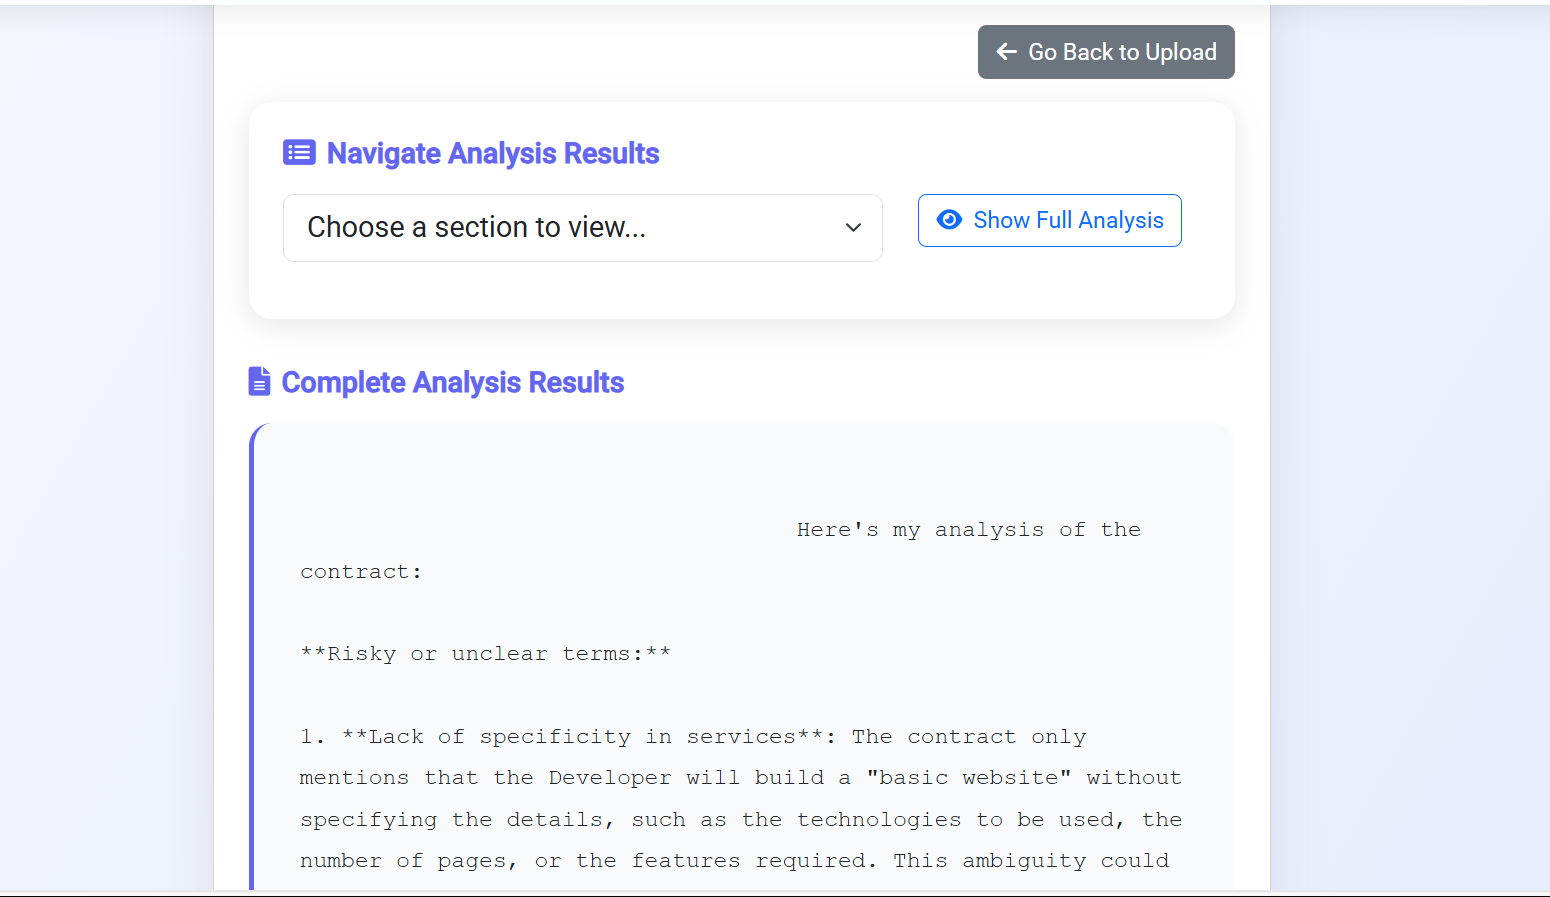 Go Back to Upload
Navigate Analysis Results
Choose a section to view...
Show Full Analysis
Complete Analysis Results
Here's my analysis of the
contract:
**Risky or unclear terms:**
1. **Lack of specificity in services**: The contract only
mentions that the Developer will build a "basic website" without
specifying the details, such as the technologies to be used, the
number of pages, or the features required. This ambiguity could